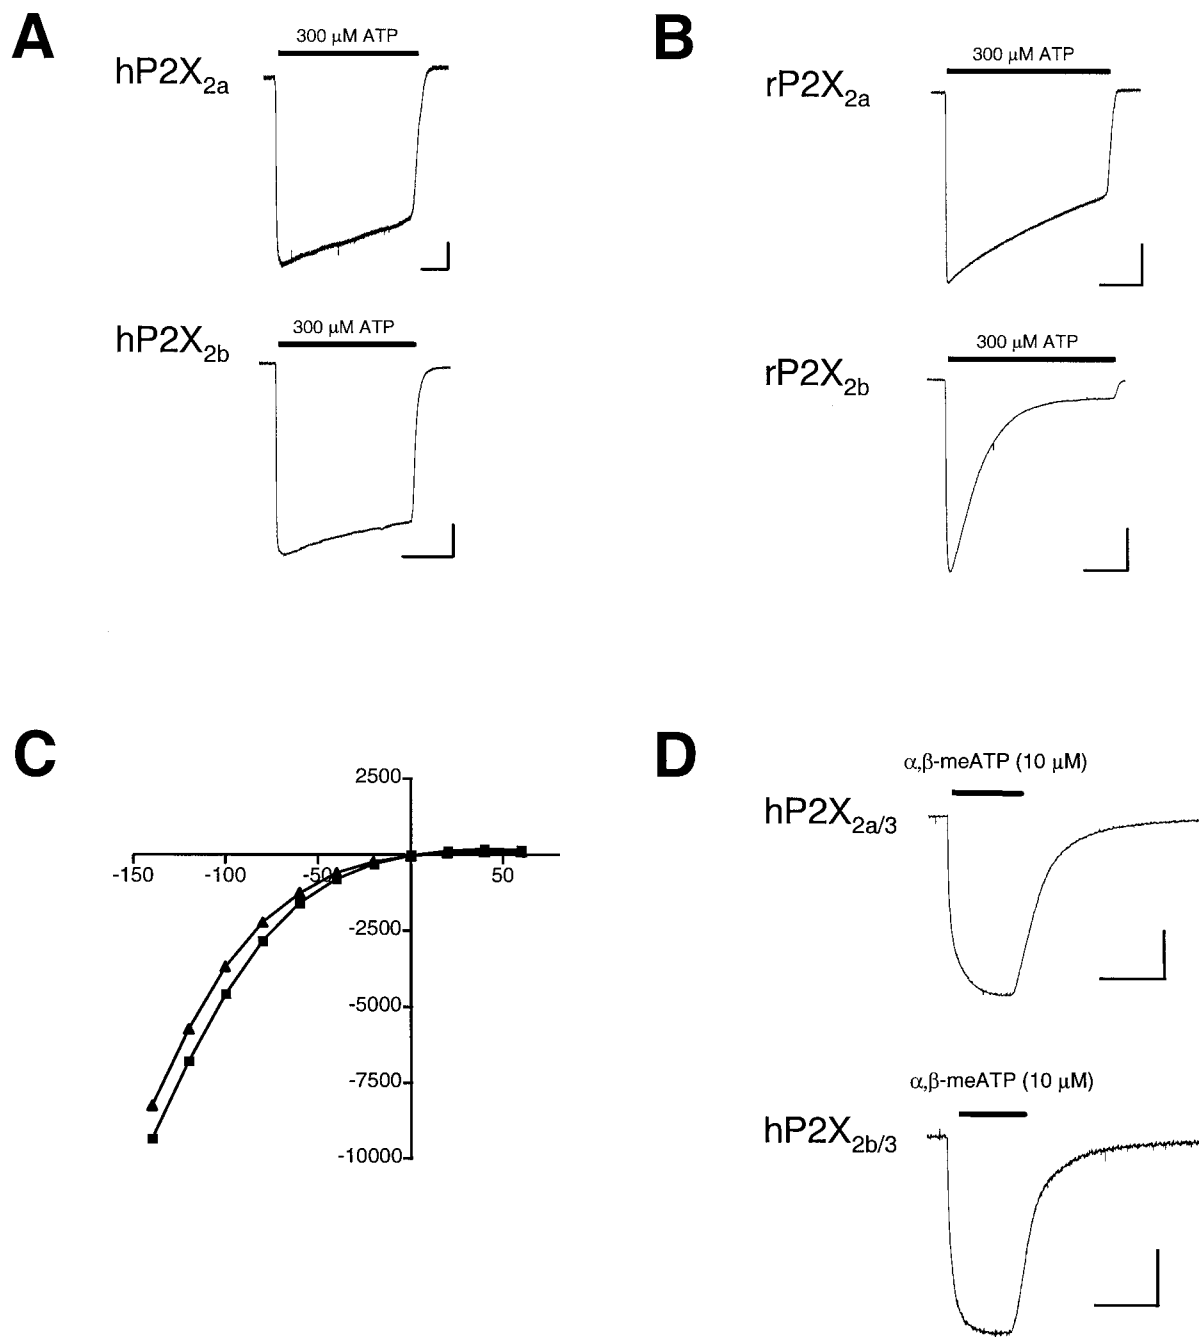 A
300 μM ATP
hP2X2a
300 μM ATP
hP2X2b
B
300 μM ATP
rP2X2a
300 μM ATP
rP2X2b
C
2500
-150
-100
-50
50
-2500
-5000
-7500
-10000
D
α,β-meATP (10 μM)
hP2X2a/3
α,β-meATP (10 μM)
hP2X2b/3